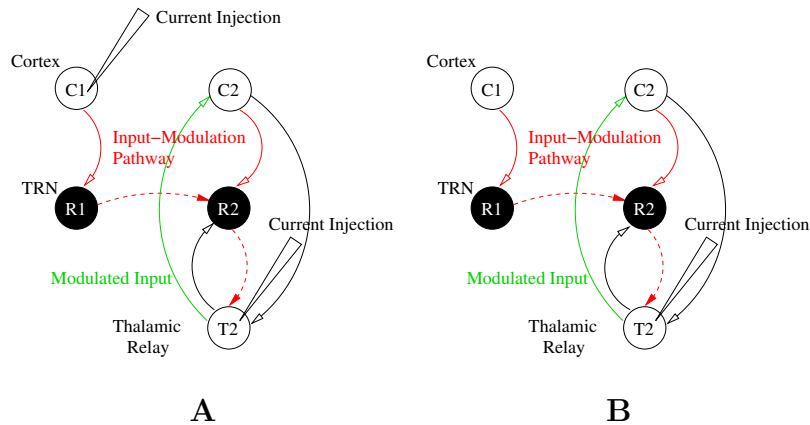 Current Injection
Cortex
C1
C2
Input−Modulation
Pathway
TRN
R1
R2
Current Injection
Modulated Input
T2
Thalamic
Relay
A
Cortex
C1
C2
Input−Modulation
Pathway
TRN
R1
R2
Current Injection
Modulated Input
T2
Thalamic
Relay
B